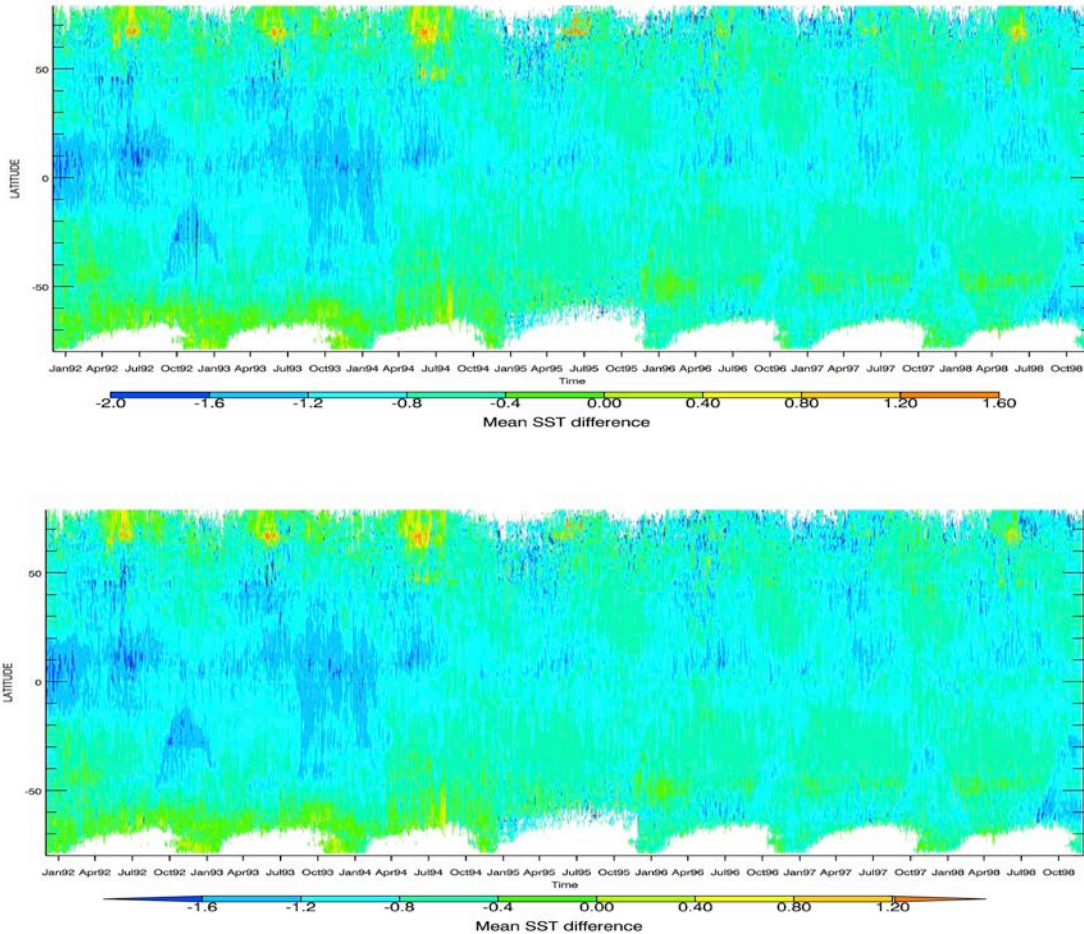 50
0
-50
LATITUDE
Jan92 Apr92 Jul92 Oct92 Jan93 Apr93 Jul93 Oct93 Jan94 Apr94 Jul94 Oct94 Jan95 Apr95 Jul95 Oct95 Jan96 Apr96 Jul96 Oct96 Jan97 Apr97 Jul97 Oct97 Jan98 Apr98 Jul98 Oct98
Time
-2.0 -1.6 -1.2 -0.8 -0.4 0.00 0.40 0.80 1.20 1.60
Mean SST difference
50
0
-50
LATITUDE
Jan92 Apr92 Jul92 Oct92 Jan93 Apr93 Jul93 Oct93 Jan94 Apr94 Jul94 Oct94 Jan95 Apr95 Jul95 Oct95 Jan96 Apr96 Jul96 Oct96 Jan97 Apr97 Jul97 Oct97 Jan98 Apr98 Jul98 Oct98
Time
-1.6 -1.2 -0.8 -0.4 0.00 0.40 0.80 1.20
Mean SST difference